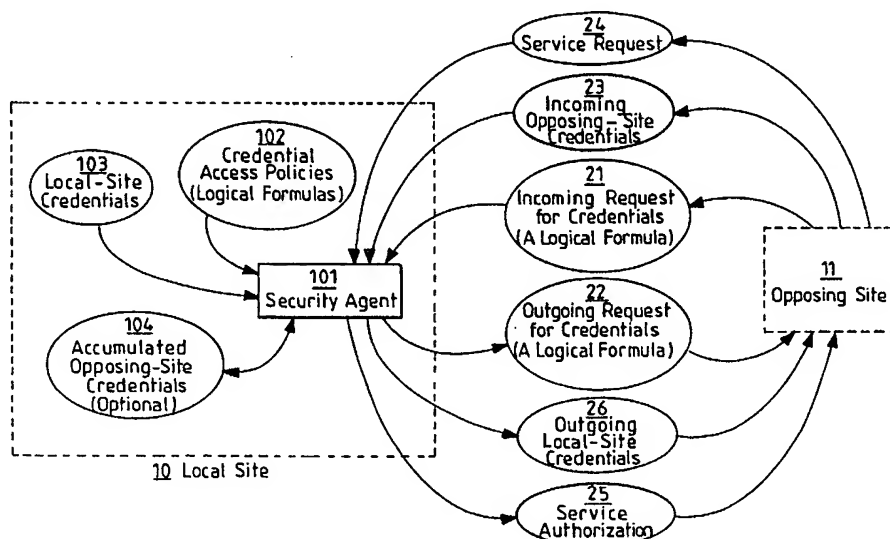 24
Service Request
23
Incoming
Opposing-Site
Credentials
21
Incoming Request
for Credentials
(A Logical Formula)
22
Outgoing Request
for Credentials
(A Logical Formula)
26
Outgoing
Local-Site
Credentials
25
Service
Authorization
103
Local-Site
Credentials
102
Credential
Access Policies
(Logical Formulas)
101
Security Agent
104
Accumulated
Opposing-Site
Credentials
(Optional)
10 Local Site
11
Opposing Site